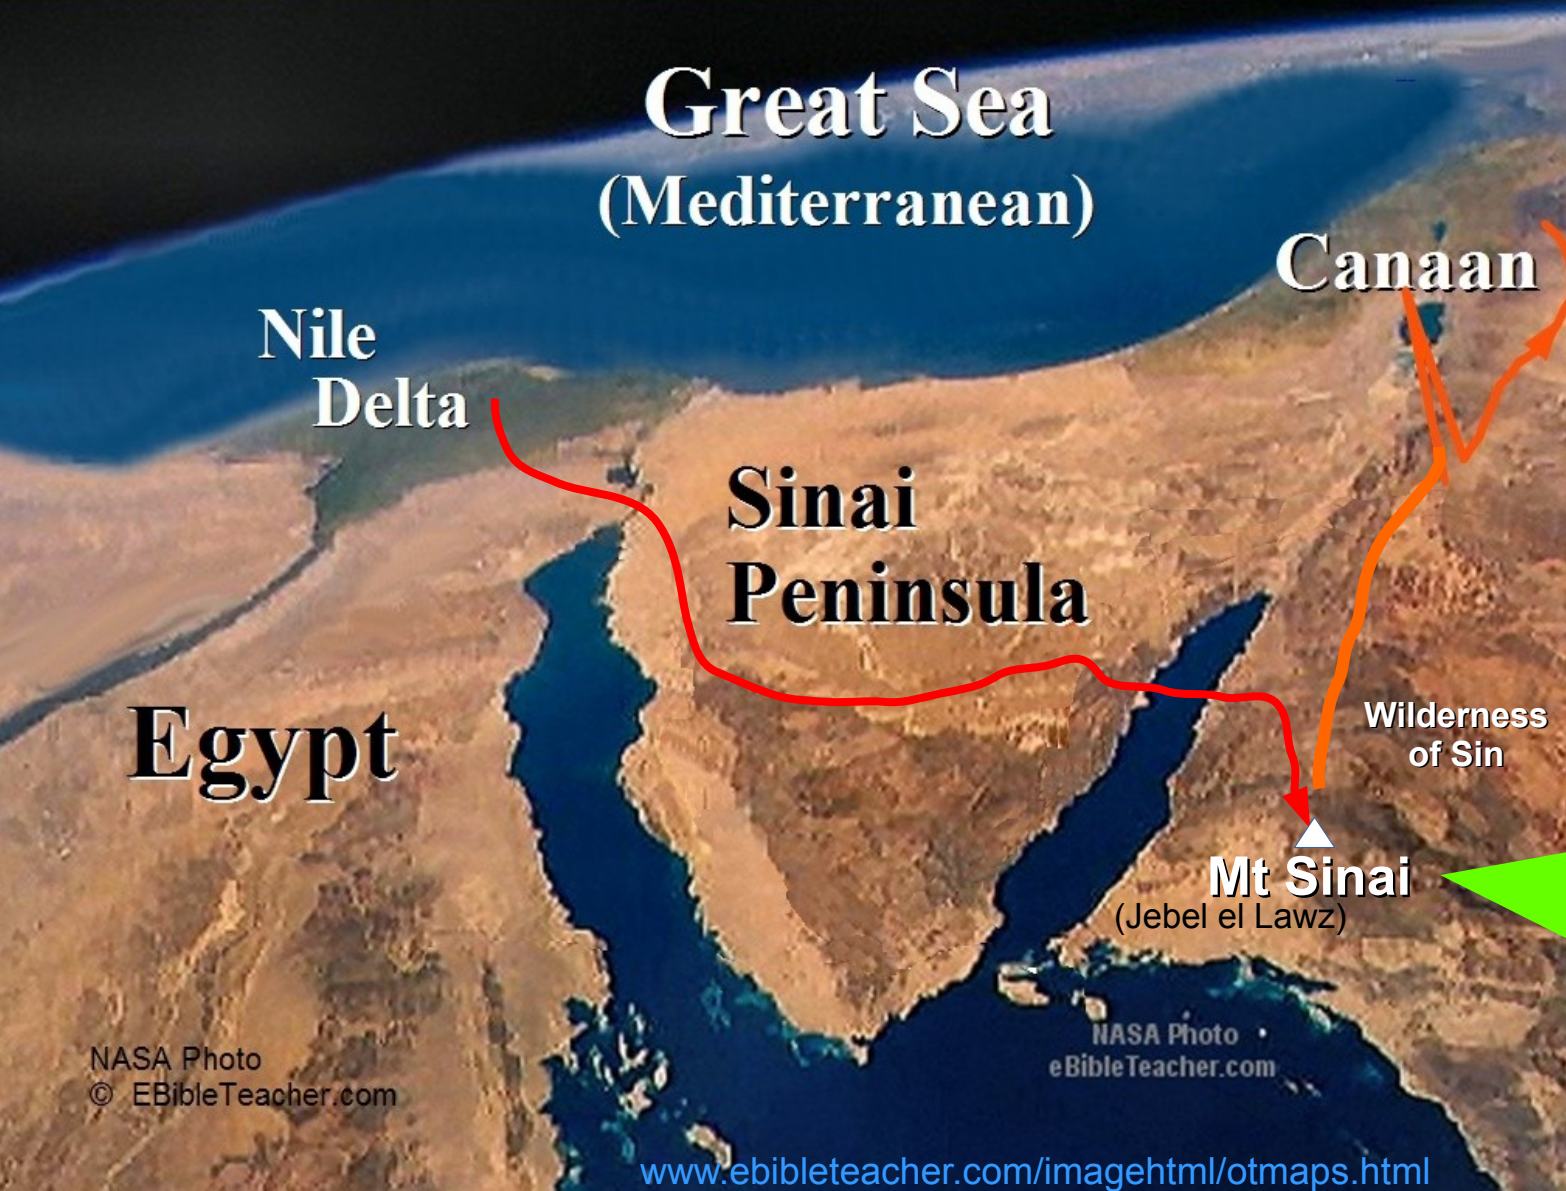 Great Sea
(Mediterranean)
Canaan
Nile
Delta
Sinai
Peninsula
Egypt
Wilderness
of Sin
Mt Sinai
(Jebel el Lawz)
NASA Photo
eBibleTeacher.com
NASA Photo
© EBibleTeacher.com
www.ebibleteacher.com/imagehtml/otmaps.html